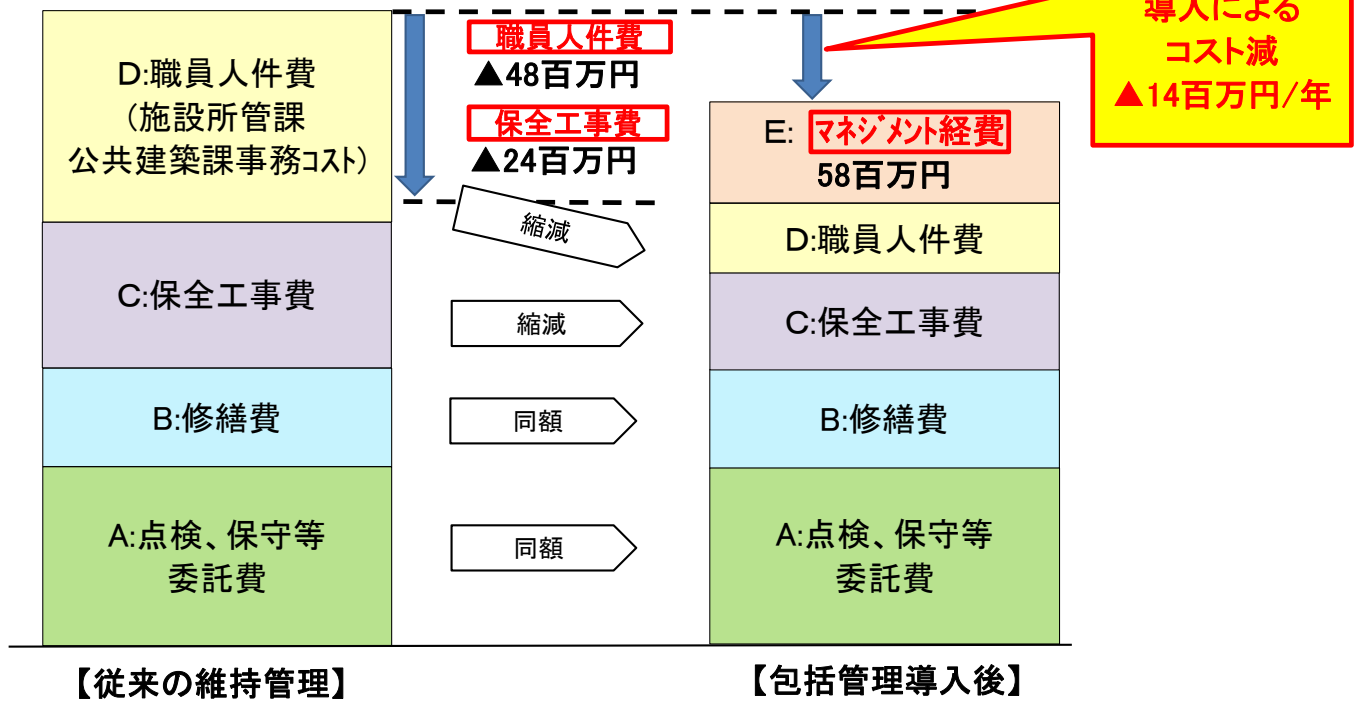 D:職員人件費
(施設所管課
公共建築課事務コスト)
C:保全工事費
B:修繕費
A:点検、保守等
委託費
【従来の維持管理】
職員人件費
▲48百万円
保全工事費
▲24百万円
縮減
縮減
同額
同額
導入による
コスト減
▲14百万円/年
E: マネジメント経費
58百万円
D:職員人件費
C:保全工事費
B:修繕費
A:点検、保守等
委託費
【包括管理導入後】